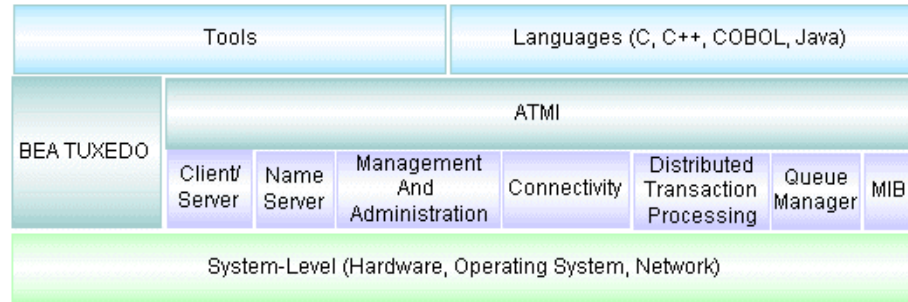 Tools
Languages (C, C++, COBOL, Java)
BEA TUXEDO
ATMI
Client/
Server
Name
Server
Management
And
Administration
Connectivity
Distributed
Transaction
Processing
Queue
Manager
MIB
System-Level (Hardware, Operating System, Network)